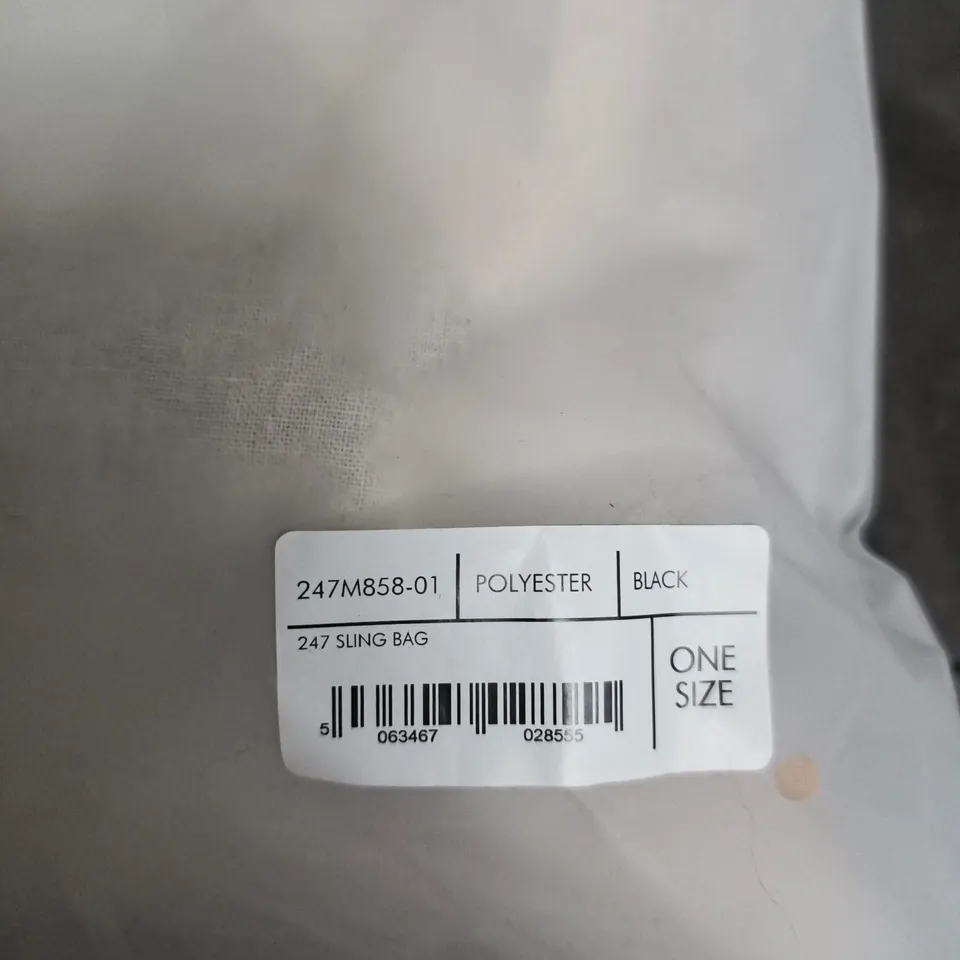 247M858-01 POLYESTER BLACK
247 SLING BAG
ONE
SIZE
5 063467 028555